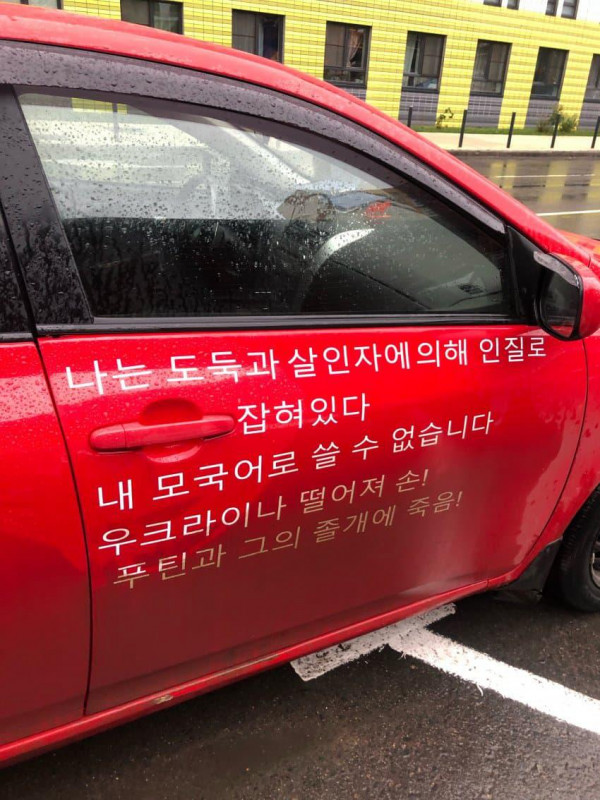 나는 도둑과 살인자에의해 인질로
잡혀있다
내 모국어로 쓸 수 없습니다
우크라이나 떨어져 손!
푸틴과 그의 졸개에 죽음!